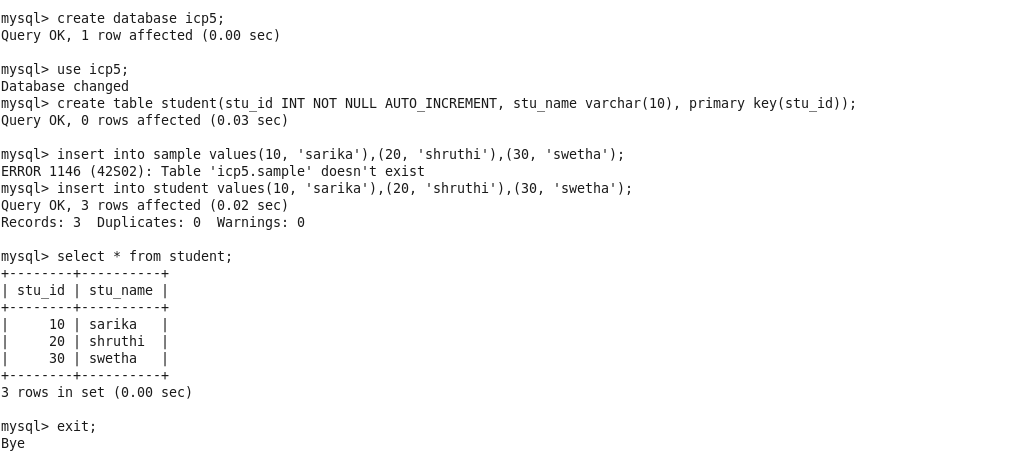 mysql> create database icp5;
Query OK, 1 row affected (0.00 sec)

mysql> use icp5;
Database changed
mysql> create table student(stu_id INT NOT NULL AUTO_INCREMENT, stu_name varchar(10), primary key(stu_id));
Query OK, 0 rows affected (0.03 sec)

mysql> insert into sample values(10, 'sarika'),(20, 'shruthi'),(30, 'swetha');
ERROR 1146 (42S02): Table 'icp5.sample' doesn't exist
mysql> insert into student values(10, 'sarika'),(20, 'shruthi'),(30, 'swetha');
Query OK, 3 rows affected (0.02 sec)
Records: 3  Duplicates: 0  Warnings: 0

mysql> select * from student;
+--------+----------+
| stu_id | stu_name |
+--------+----------+
|     10 | sarika   |
|     20 | shruthi  |
|     30 | swetha   |
+--------+----------+
3 rows in set (0.00 sec)

mysql> exit;
Bye